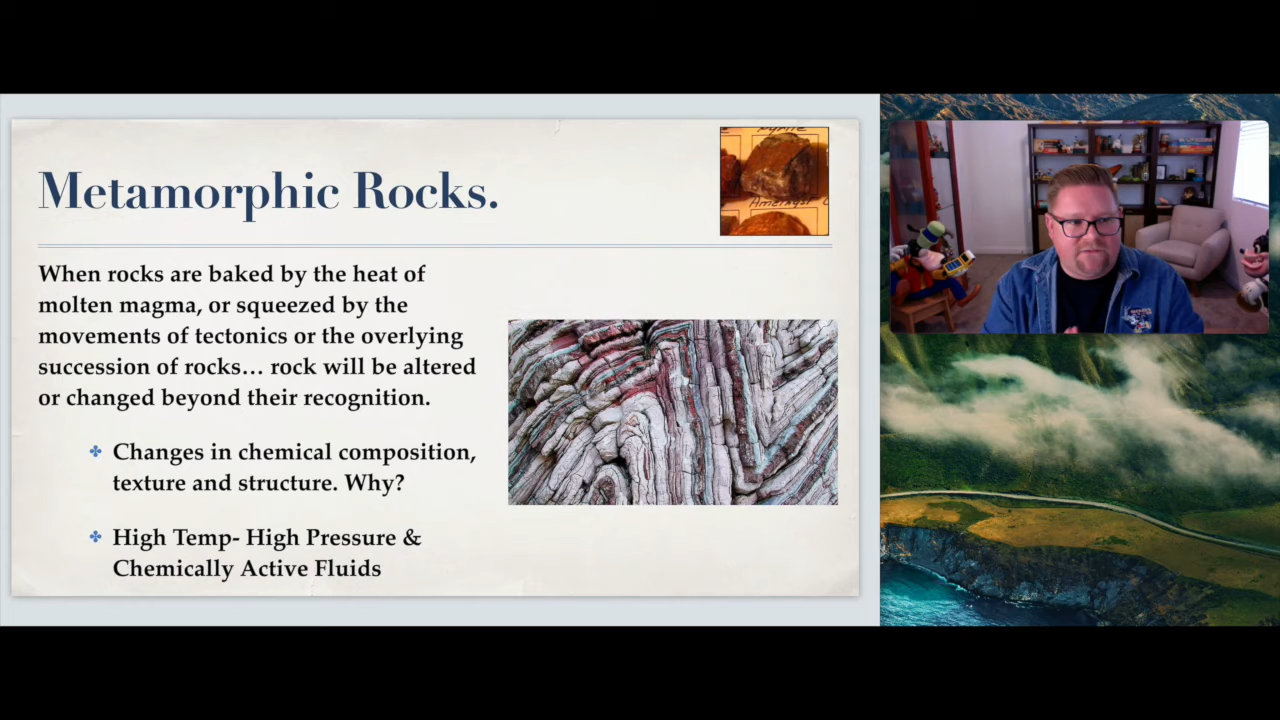 Pyrite
Amethyst
Metamorphic Rocks.
When rocks are baked by the heat of
molten magma, or squeezed by the
movements of tectonics or the overlying
succession of rocks… rock will be altered
or changed beyond their recognition.
Changes in chemical composition,
texture and structure. Why?
High Temp- High Pressure &
Chemically Active Fluids